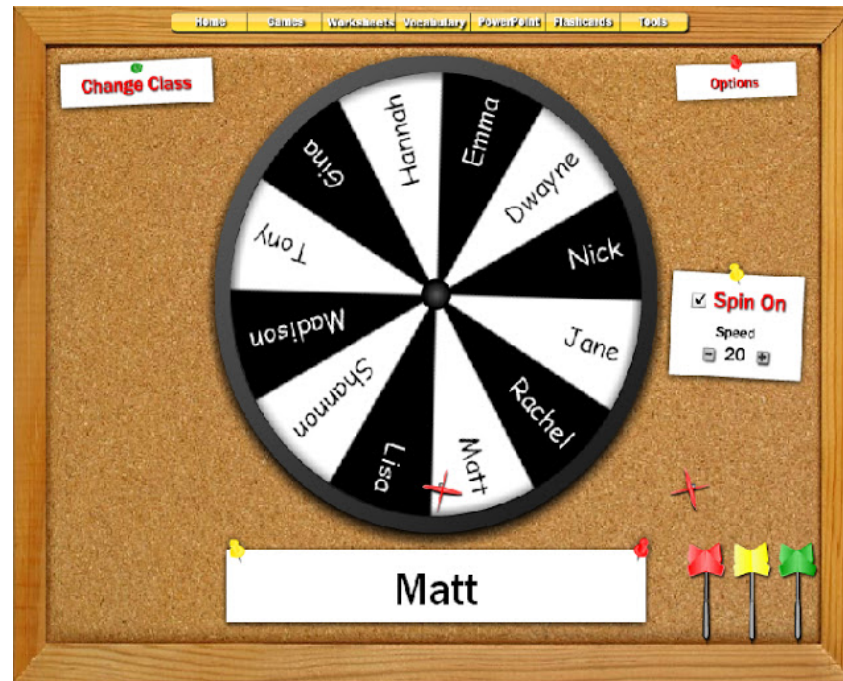 Home Games Worksheets Vocabulary PowerPoint Flashcards Tools
Change Class
Options
Hannah
Emma
Gina
Dwayne
Tony
Nick
Madison
Jane
Shannon
Rachel
Lisa
Matt
Spin On
Speed
20
Matt